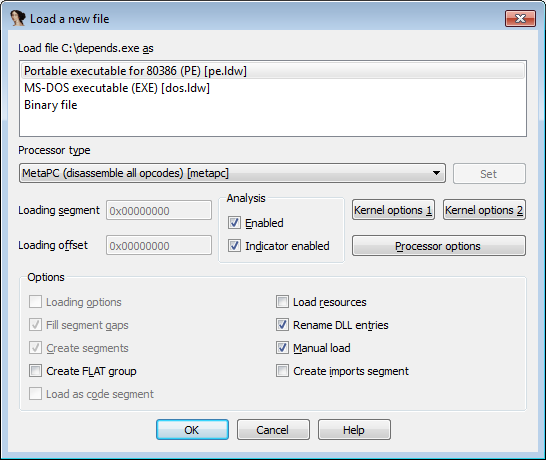 Load a new file
Load file C:\depends.exe as
Portable executable for 80386 (PE) [pe.ldw]
MS-DOS executable (EXE) [dos.ldw]
Binary file
Processor type
MetaPC (disassemble all opcodes) [metapc]
Set
Loading segment 0x00000000
Loading offset 0x00000000
Analysis
Enabled
Indicator enabled
Kernel options 1 Kernel options 2
Processor options
Options
Loading options
Fill segment gaps
Create segments
Create FLAT group
Load as code segment
Load resources
Rename DLL entries
Manual load
Create imports segment
OK Cancel Help